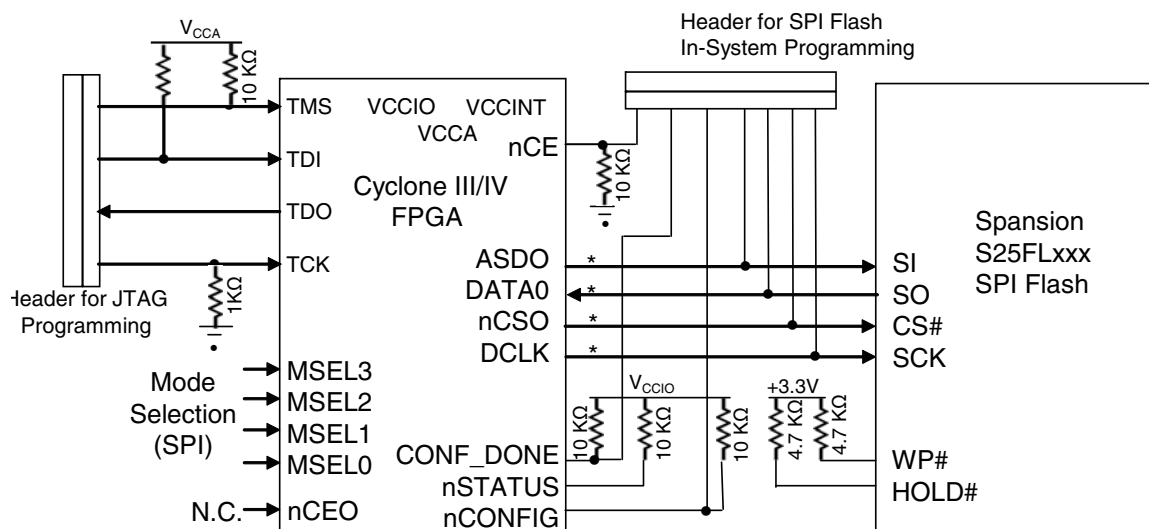 Header for SPI Flash
In-System Programming
VCCA
10 KΩ
TMS
TDI
TDO
TCK
1KΩ
Header for JTAG
Programming
VCCIO VCCINT
VCCA
nCE
10 KΩ
Cyclone III/IV
FPGA
ASDO *
DATA0 *
nCSO *
DCLK *
Spansion
S25FLxxx
SPI Flash
SI
SO
CS#
SCK
Mode
Selection
(SPI)
MSEL3
MSEL2
MSEL1
MSEL0
N.C.
nCEO
VCCIO
10 KΩ
10 KΩ
10 KΩ
+3.3V
4.7 KΩ
4.7 KΩ
CONF_DONE
nSTATUS
nCONFIG
WP#
HOLD#